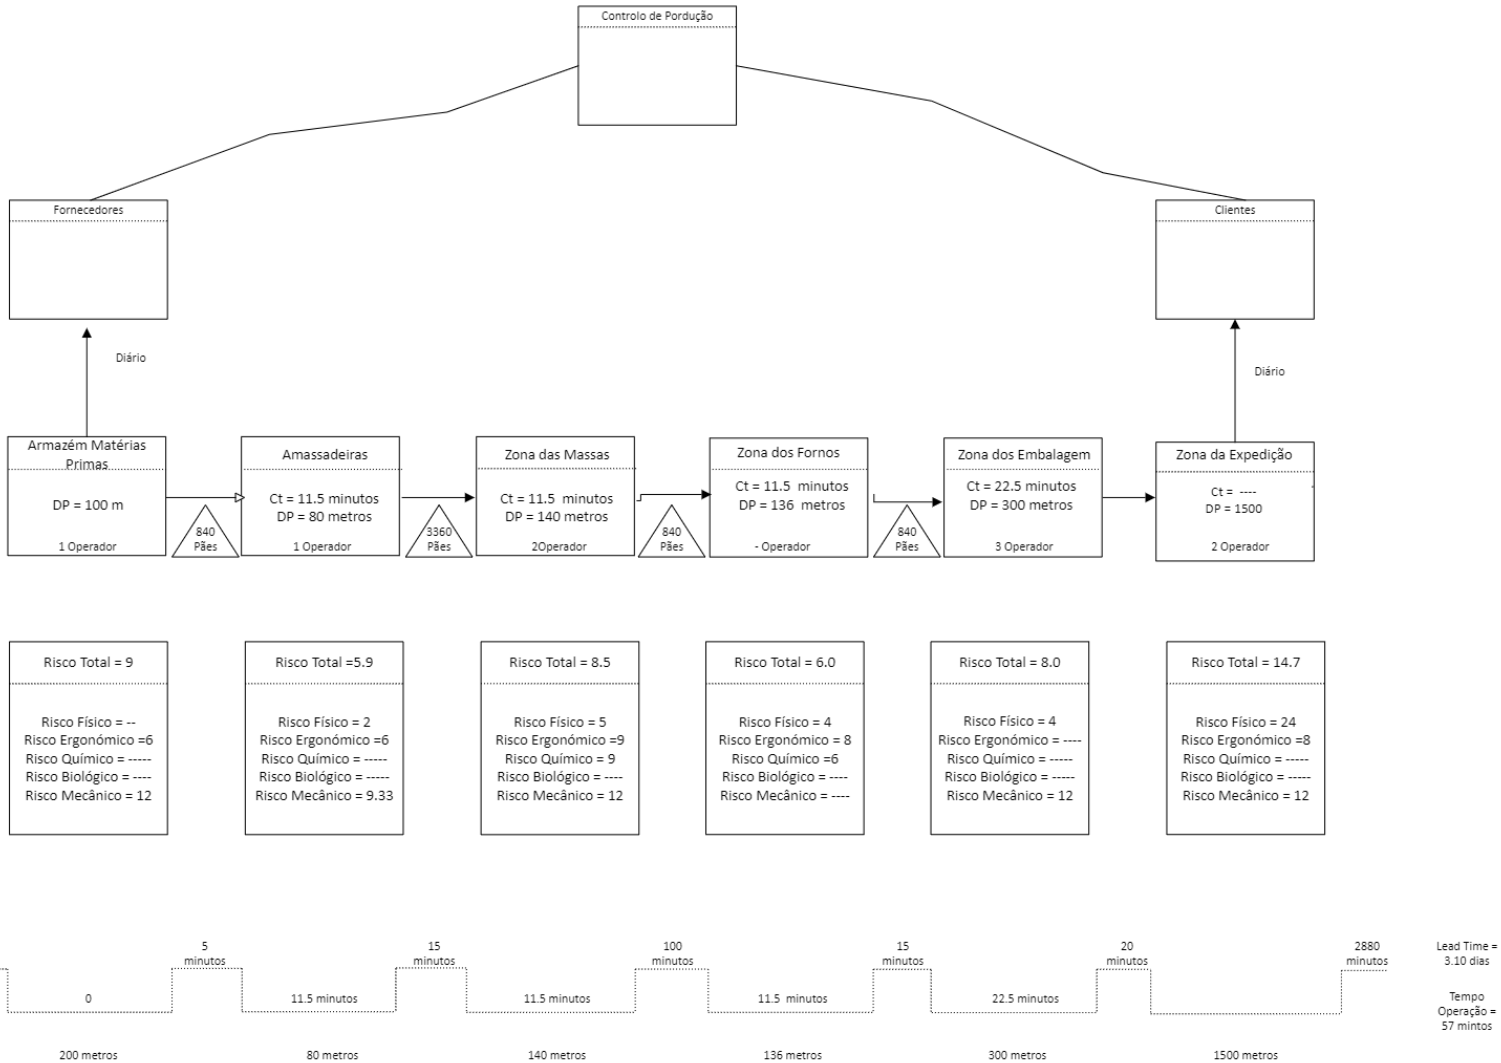 Controlo de Pordução
Fornecedores
Clientes
Diário
Diário
Armazém Matérias
Primas
DP = 100 m
1 Operador
840
Pães
Amassadeiras
Ct = 11.5 minutos
DP = 80 metros
1 Operador
3360
Pães
Zona das Massas
Ct = 11.5  minutos
DP = 140 metros
2Operador
840
Pães
Zona dos Fornos
Ct = 11.5  minutos
DP = 136  metros
- Operador
840
Pães
Zona dos Embalagem
Ct = 22.5 minutos
DP = 300 metros
3 Operador
Zona da Expedição
Ct =  ----
DP = 1500
2 Operador
Risco Total = 9
Risco Físico = --
Risco Ergonómico =6
Risco Químico = -----
Risco Biológico = ----
Risco Mecânico = 12
Risco Total =5.9
Risco Físico = 2
Risco Ergonómico =6
Risco Químico = -----
Risco Biológico = -----
Risco Mecânico = 9.33
Risco Total = 8.5
Risco Físico = 5
Risco Ergonómico =9
Risco Químico = 9
Risco Biológico = ----
Risco Mecânico = 12
Risco Total = 6.0
Risco Físico = 4
Risco Ergonómico = 8
Risco Químico =6
Risco Biológico = ----
Risco Mecânico = ----
Risco Total = 8.0
Risco Físico = 4
Risco Ergonómico = ----
Risco Químico = -----
Risco Biológico = -----
Risco Mecânico = 12
Risco Total = 14.7
Risco Físico = 24
Risco Ergonómico =8
Risco Químico = -----
Risco Biológico = -----
Risco Mecânico = 12
5
minutos
15
minutos
100
minutos
15
minutos
20
minutos
2880
minutos
Lead Time =
3.10 dias
0
11.5 minutos
11.5 minutos
11.5  minutos
22.5 minutos
Tempo
Operação =
57 mintos
200 metros
80 metros
140 metros
136 metros
300 metros
1500 metros